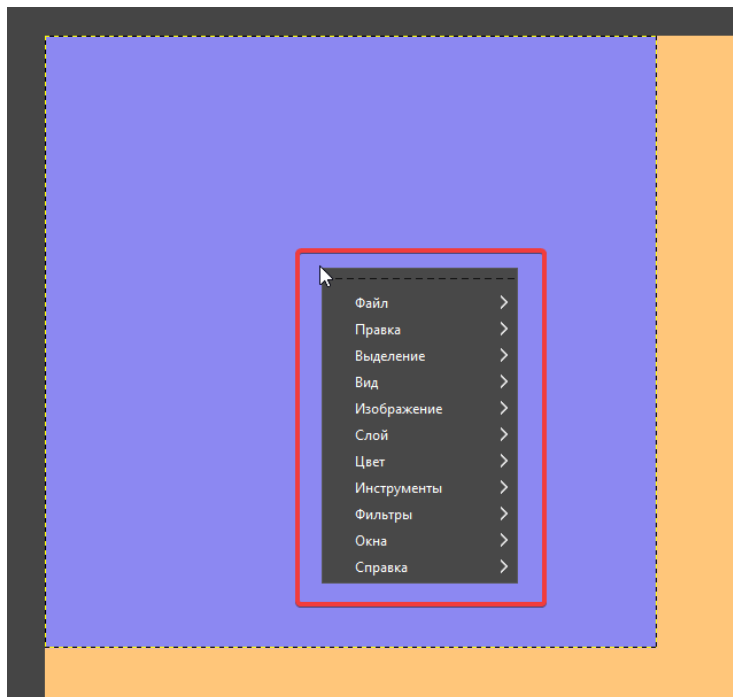 Файл
Правка
Выделение
Вид
Изображение
Слой
Цвет
Инструменты
Фильтры
Окна
Справка